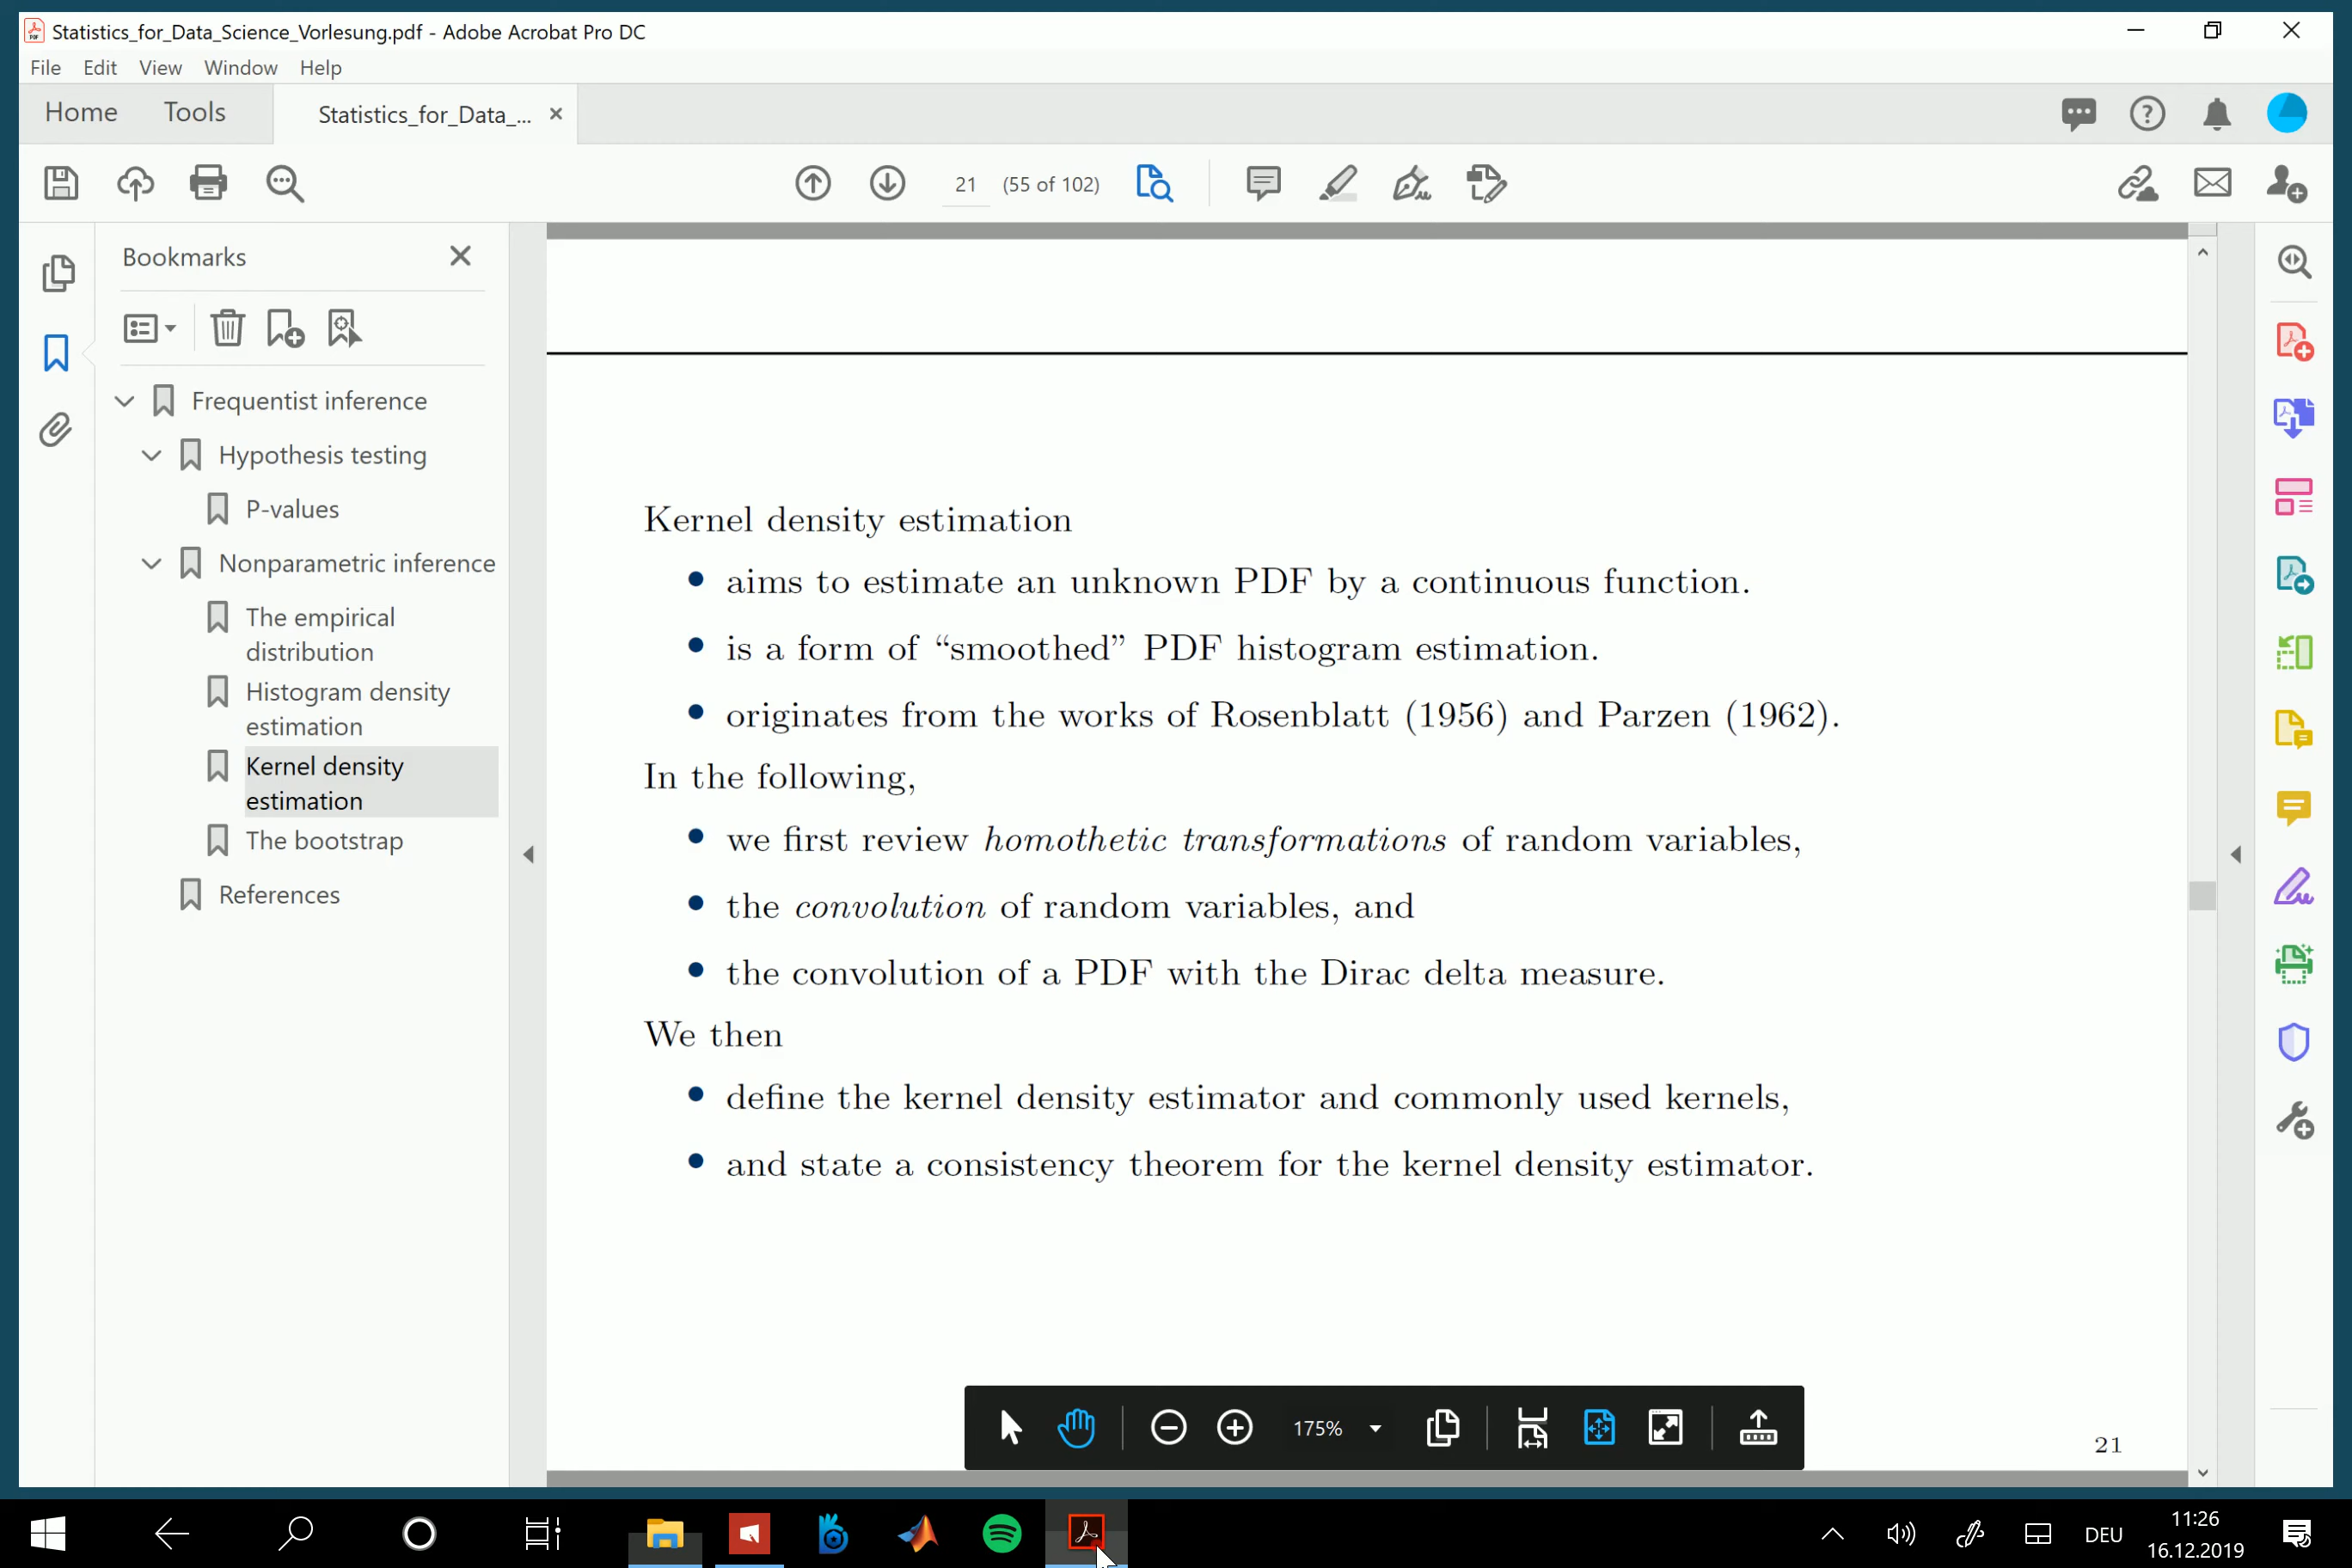 Statistics_for_Data_Science_Vorlesung.pdf - Adobe Acrobat Pro DC
File Edit View Window Help
Home Tools Statistics_for_Data_...
21 (55 of 102)
Bookmarks
Frequentist inference
Hypothesis testing
P-values
Nonparametric inference
The empirical
distribution
Histogram density
estimation
Kernel density
estimation
The bootstrap
References
Kernel density estimation
• aims to estimate an unknown PDF by a continuous function.
• is a form of “smoothed” PDF histogram estimation.
• originates from the works of Rosenblatt (1956) and Parzen (1962).
In the following,
• we first review homothetic transformations of random variables,
• the convolution of random variables, and
• the convolution of a PDF with the Dirac delta measure.
We then
• define the kernel density estimator and commonly used kernels,
• and state a consistency theorem for the kernel density estimator.
175%
21
DEU
11:26
16.12.2019